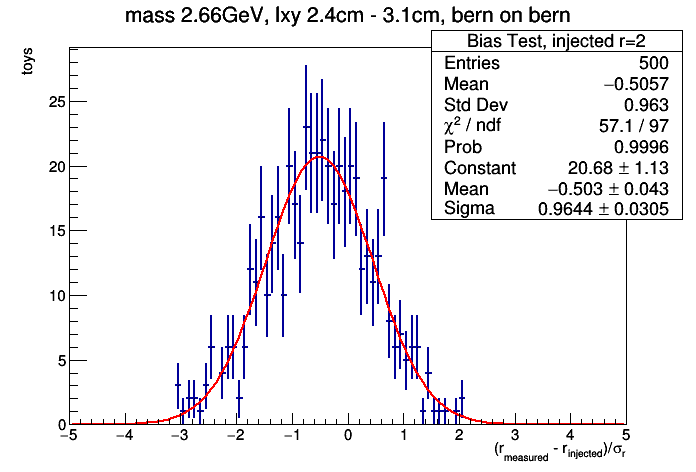 mass 2.66GeV, lxy 2.4cm - 3.1cm, bern on bern
Bias Test, injected r=2
Entries 500
Mean −0.5057
Std Dev 0.963
χ² / ndf 57.1 / 97
Prob 0.9996
Constant 20.68 ± 1.13
Mean −0.503 ± 0.043
Sigma 0.9644 ± 0.0305
toys
25
20
15
10
5
0
−5 −4 −3 −2 −1 0 1 2 3 4 5
(r_measured - r_injected)/σ_r